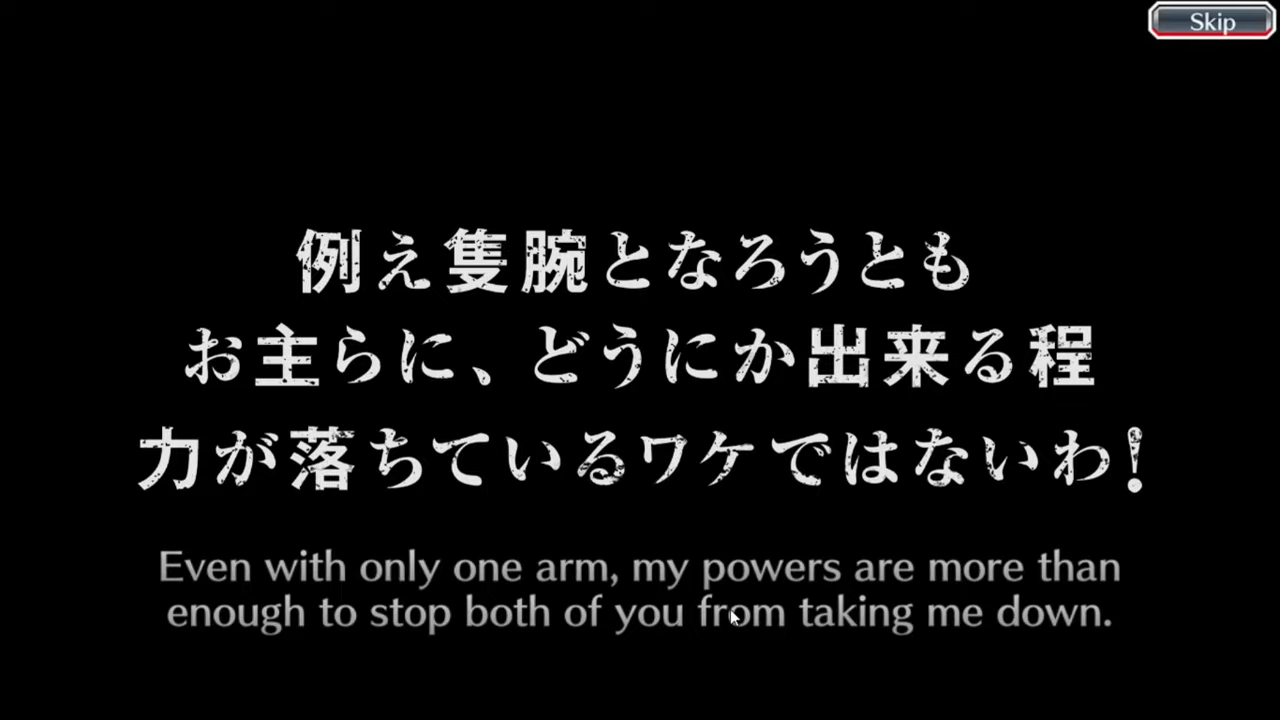 Skip
例え隻腕となろうとも
お主らに、どうにか出来る程
力が落ちているワケではないわ！
Even with only one arm, my powers are more than
enough to stop both of you from taking me down.